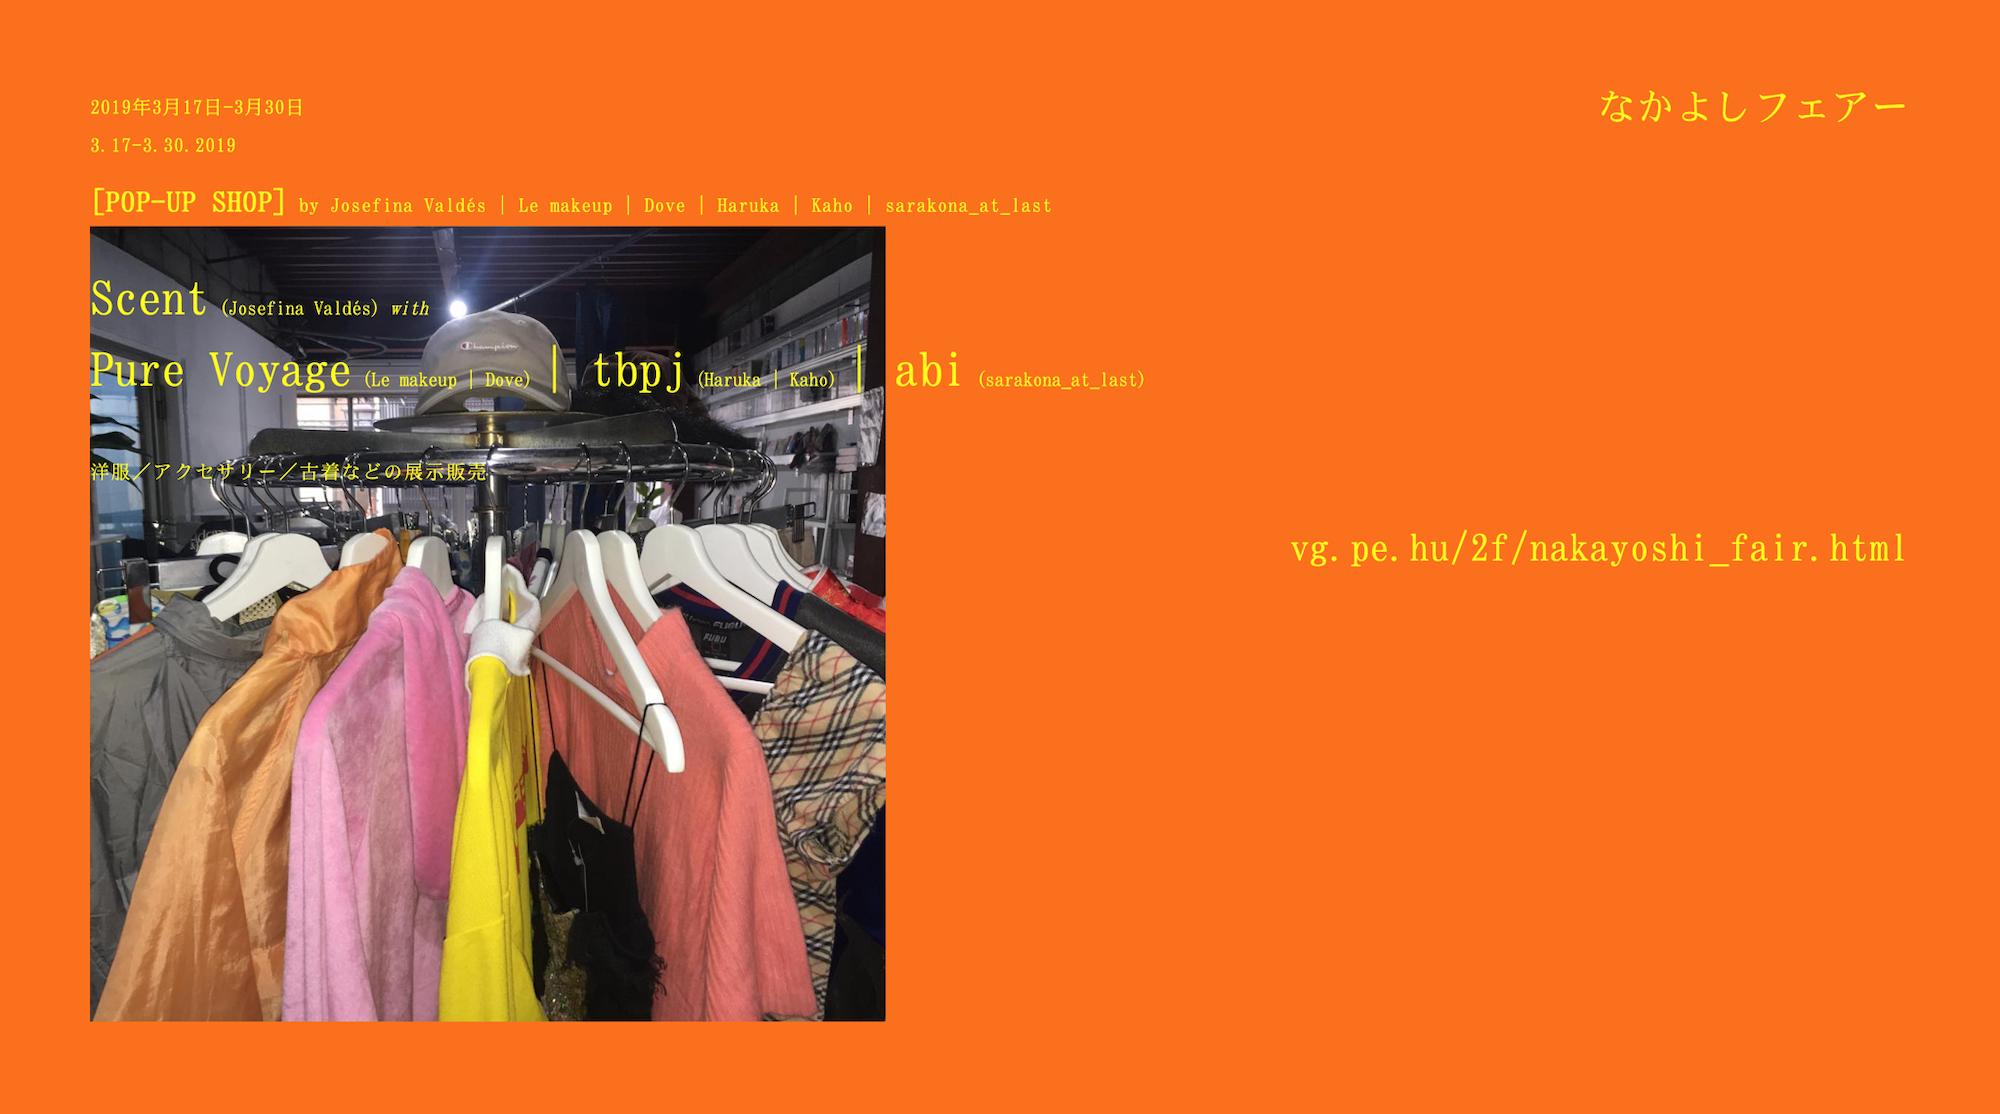 2019年3月17日-3月30日
3.17-3.30.2019
なかよしフェアー
[POP-UP SHOP] by Josefina Valdés | Le makeup | Dove | Haruka | Kaho | sarakona_at_last
Scent (Josefina Valdés) with
Champion
Pure Voyage (Le makeup | Dove) | tbpj (Haruka | Kaho) | abi (sarakona_at_last)
洋服／アクセサリー／古着などの展示販売
vg.pe.hu/2f/nakayoshi_fair.html
FUBU
FUBU